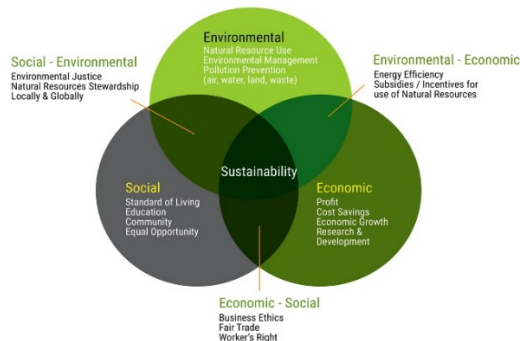 Environmental
Natural Resource Use
Environmental Management
Pollution Prevention
(air, water, land, waste)
Social - Environmental
Environmental Justice
Natural Resources Stewardship
Locally & Globally
Environmental - Economic
Energy Efficiency
Subsidies / Incentives for
use of Natural Resources
Sustainability
Social
Standard of Living
Education
Community
Equal Opportunity
Economic
Profit
Cost Savings
Economic Growth
Research &
Development
Economic - Social
Business Ethics
Fair Trade
Worker's Right